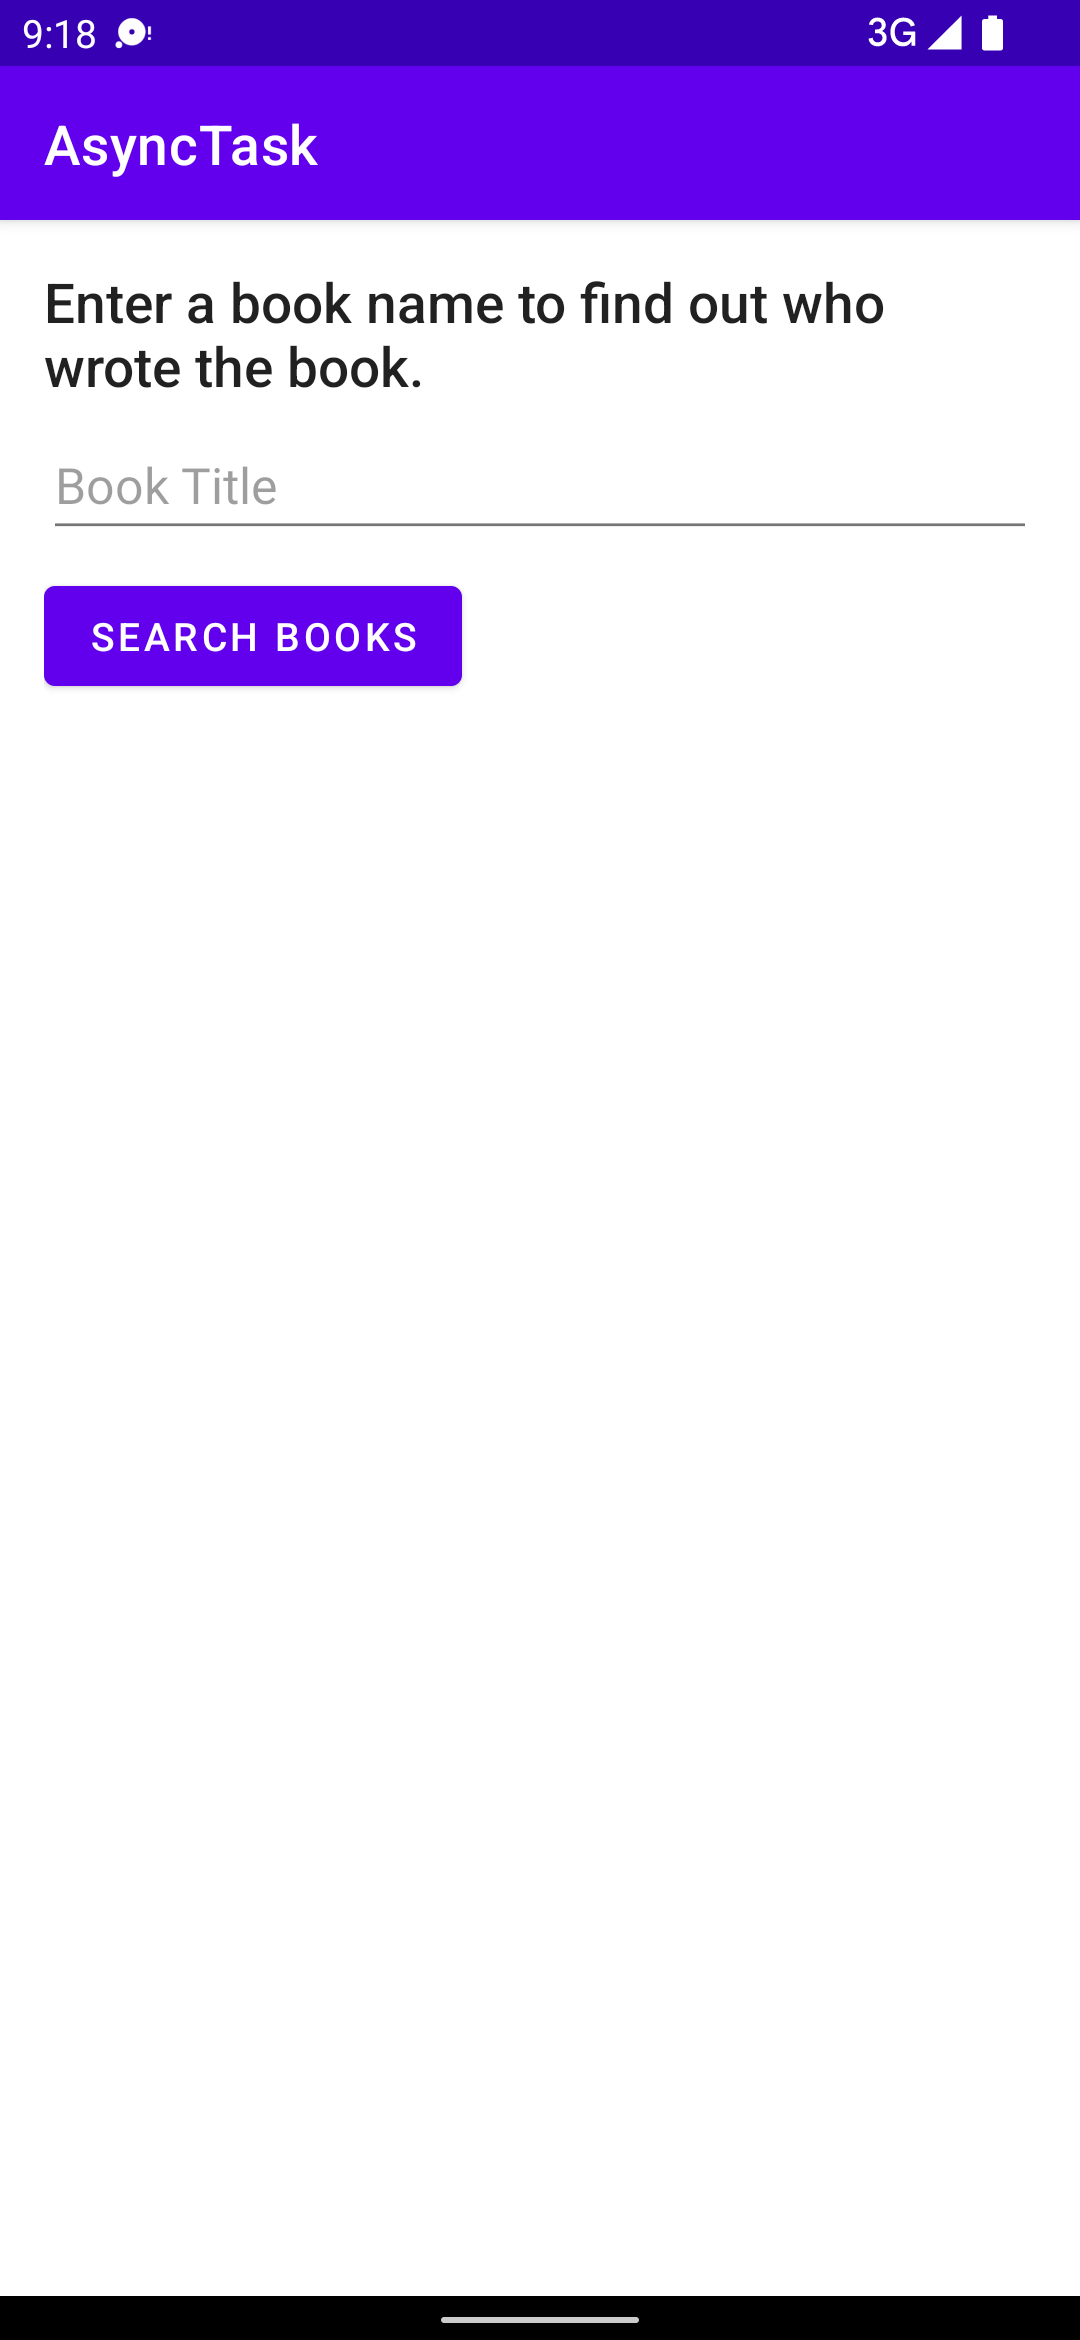 9:18
3G
AsyncTask
Enter a book name to find out who
wrote the book.
Book Title
SEARCH BOOKS